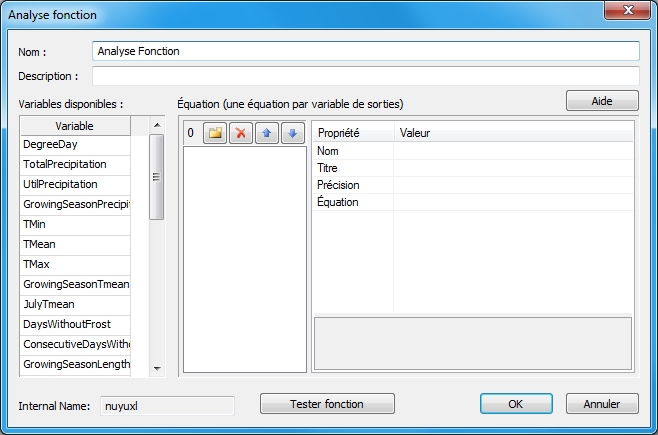 Analyse fonction
Nom :
Analyse Fonction
Description :
Variables disponibles :
Équation (une équation par variable de sorties)
Aide
Variable
DegreeDay
TotalPrecipitation
UtilPrecipitation
GrowingSeasonPrecipit
TMin
TMean
TMax
GrowingSeasonTmean
JulyTmean
DaysWithoutFrost
ConsecutiveDaysWitho
GrowingSeasonLength
0
Propriété Valeur
Nom
Titre
Précision
Équation
Internal Name: nuyuxl
Tester fonction
OK
Annuler